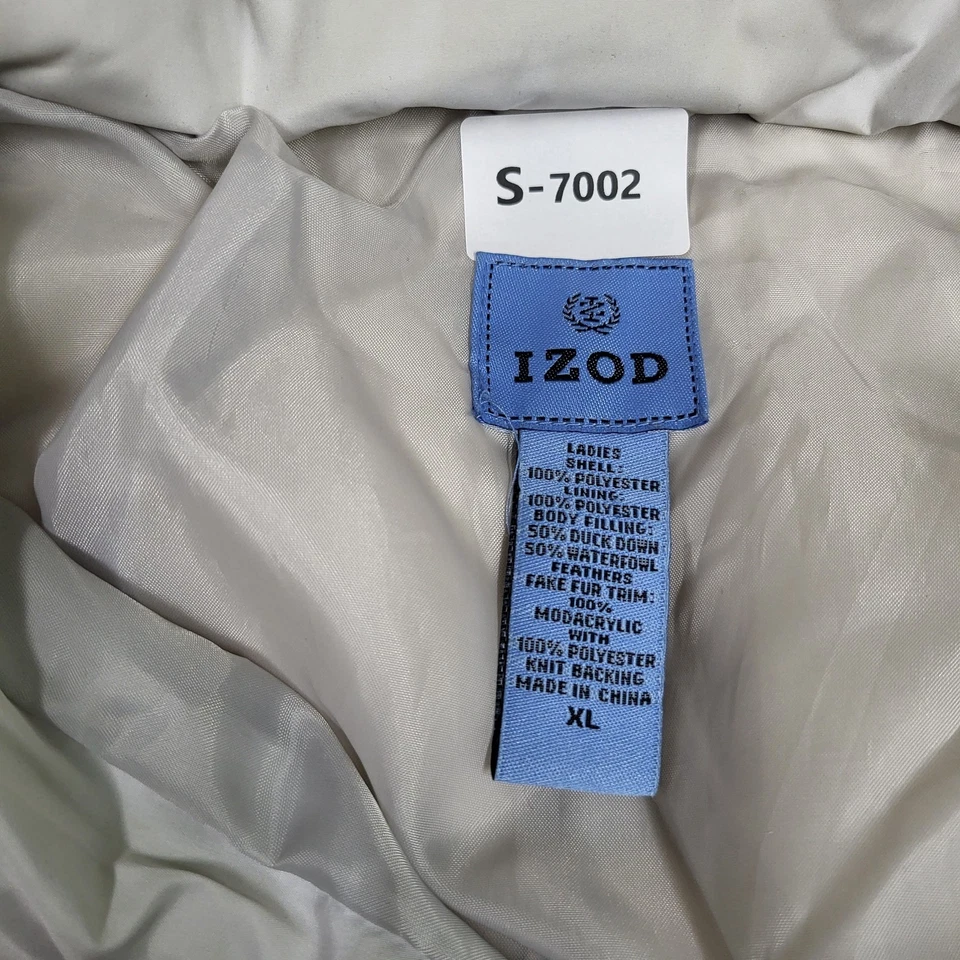 S-7002
IZOD
LADIES
SHELL:
100% POLYESTER
LINING:
100% POLYESTER
BODY FILLING:
50% DUCK DOWN
50% WATERFOWL
FEATHERS
FAKE FUR TRIM:
100%
MODACRYLIC
WITH
100% POLYESTER
KNIT BACKING
MADE IN CHINA
XL